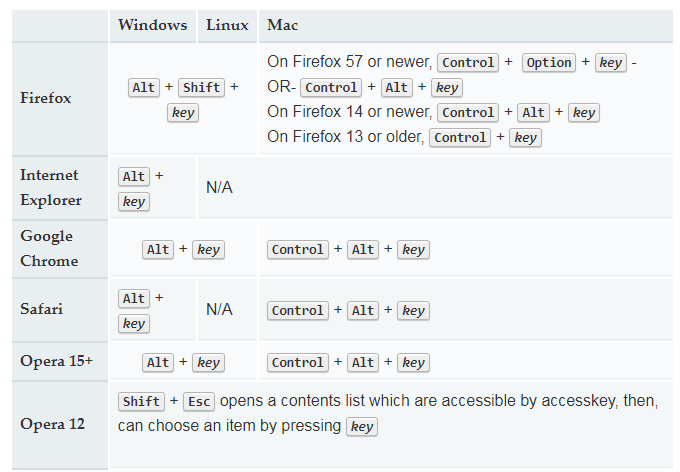 Windows Linux Mac
Firefox
Alt + Shift +
key
On Firefox 57 or newer, Control + Option + key -
OR- Control + Alt + key
On Firefox 14 or newer, Control + Alt + key
On Firefox 13 or older, Control + key
Internet
Explorer
Alt +
key
N/A
Google
Chrome
Alt + key
Control + Alt + key
Safari
Alt +
key
N/A
Control + Alt + key
Opera 15+
Alt + key
Control + Alt + key
Opera 12
Shift + Esc opens a contents list which are accessible by accesskey, then,
can choose an item by pressing key